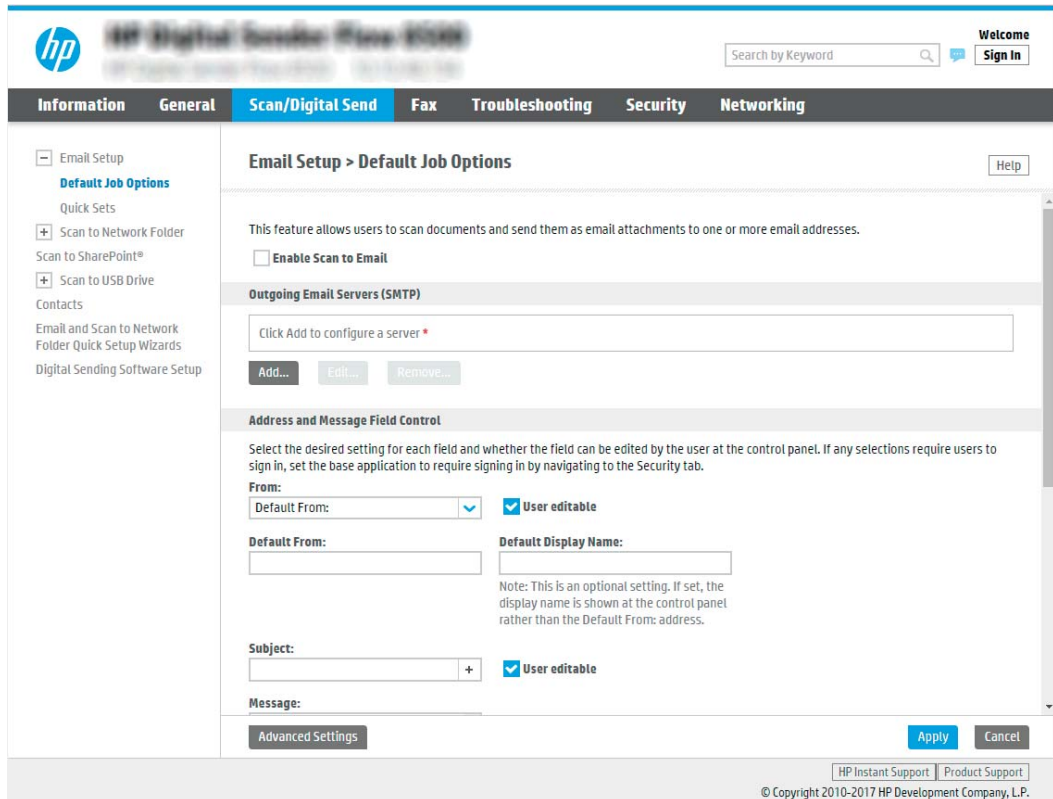 hp
Welcome
Search by Keyword
Sign In
Information General Scan/Digital Send Fax Troubleshooting Security Networking
Email Setup
Default Job Options
Quick Sets
Scan to Network Folder
Scan to SharePoint®
Scan to USB Drive
Contacts
Email and Scan to Network
Folder Quick Setup Wizards
Digital Sending Software Setup
Email Setup > Default Job Options
Help
This feature allows users to scan documents and send them as email attachments to one or more email addresses.
Enable Scan to Email
Outgoing Email Servers (SMTP)
Click Add to configure a server *
Add... Edit... Remove...
Address and Message Field Control
Select the desired setting for each field and whether the field can be edited by the user at the control panel. If any selections require users to
sign in, set the base application to require signing in by navigating to the Security tab.
From:
Default From: User editable
Default From: Default Display Name:
Note: This is an optional setting. If set, the
display name is shown at the control panel
rather than the Default From: address.
Subject:
+ User editable
Message:
Advanced Settings Apply Cancel
HP Instant Support Product Support
© Copyright 2010-2017 HP Development Company, L.P.